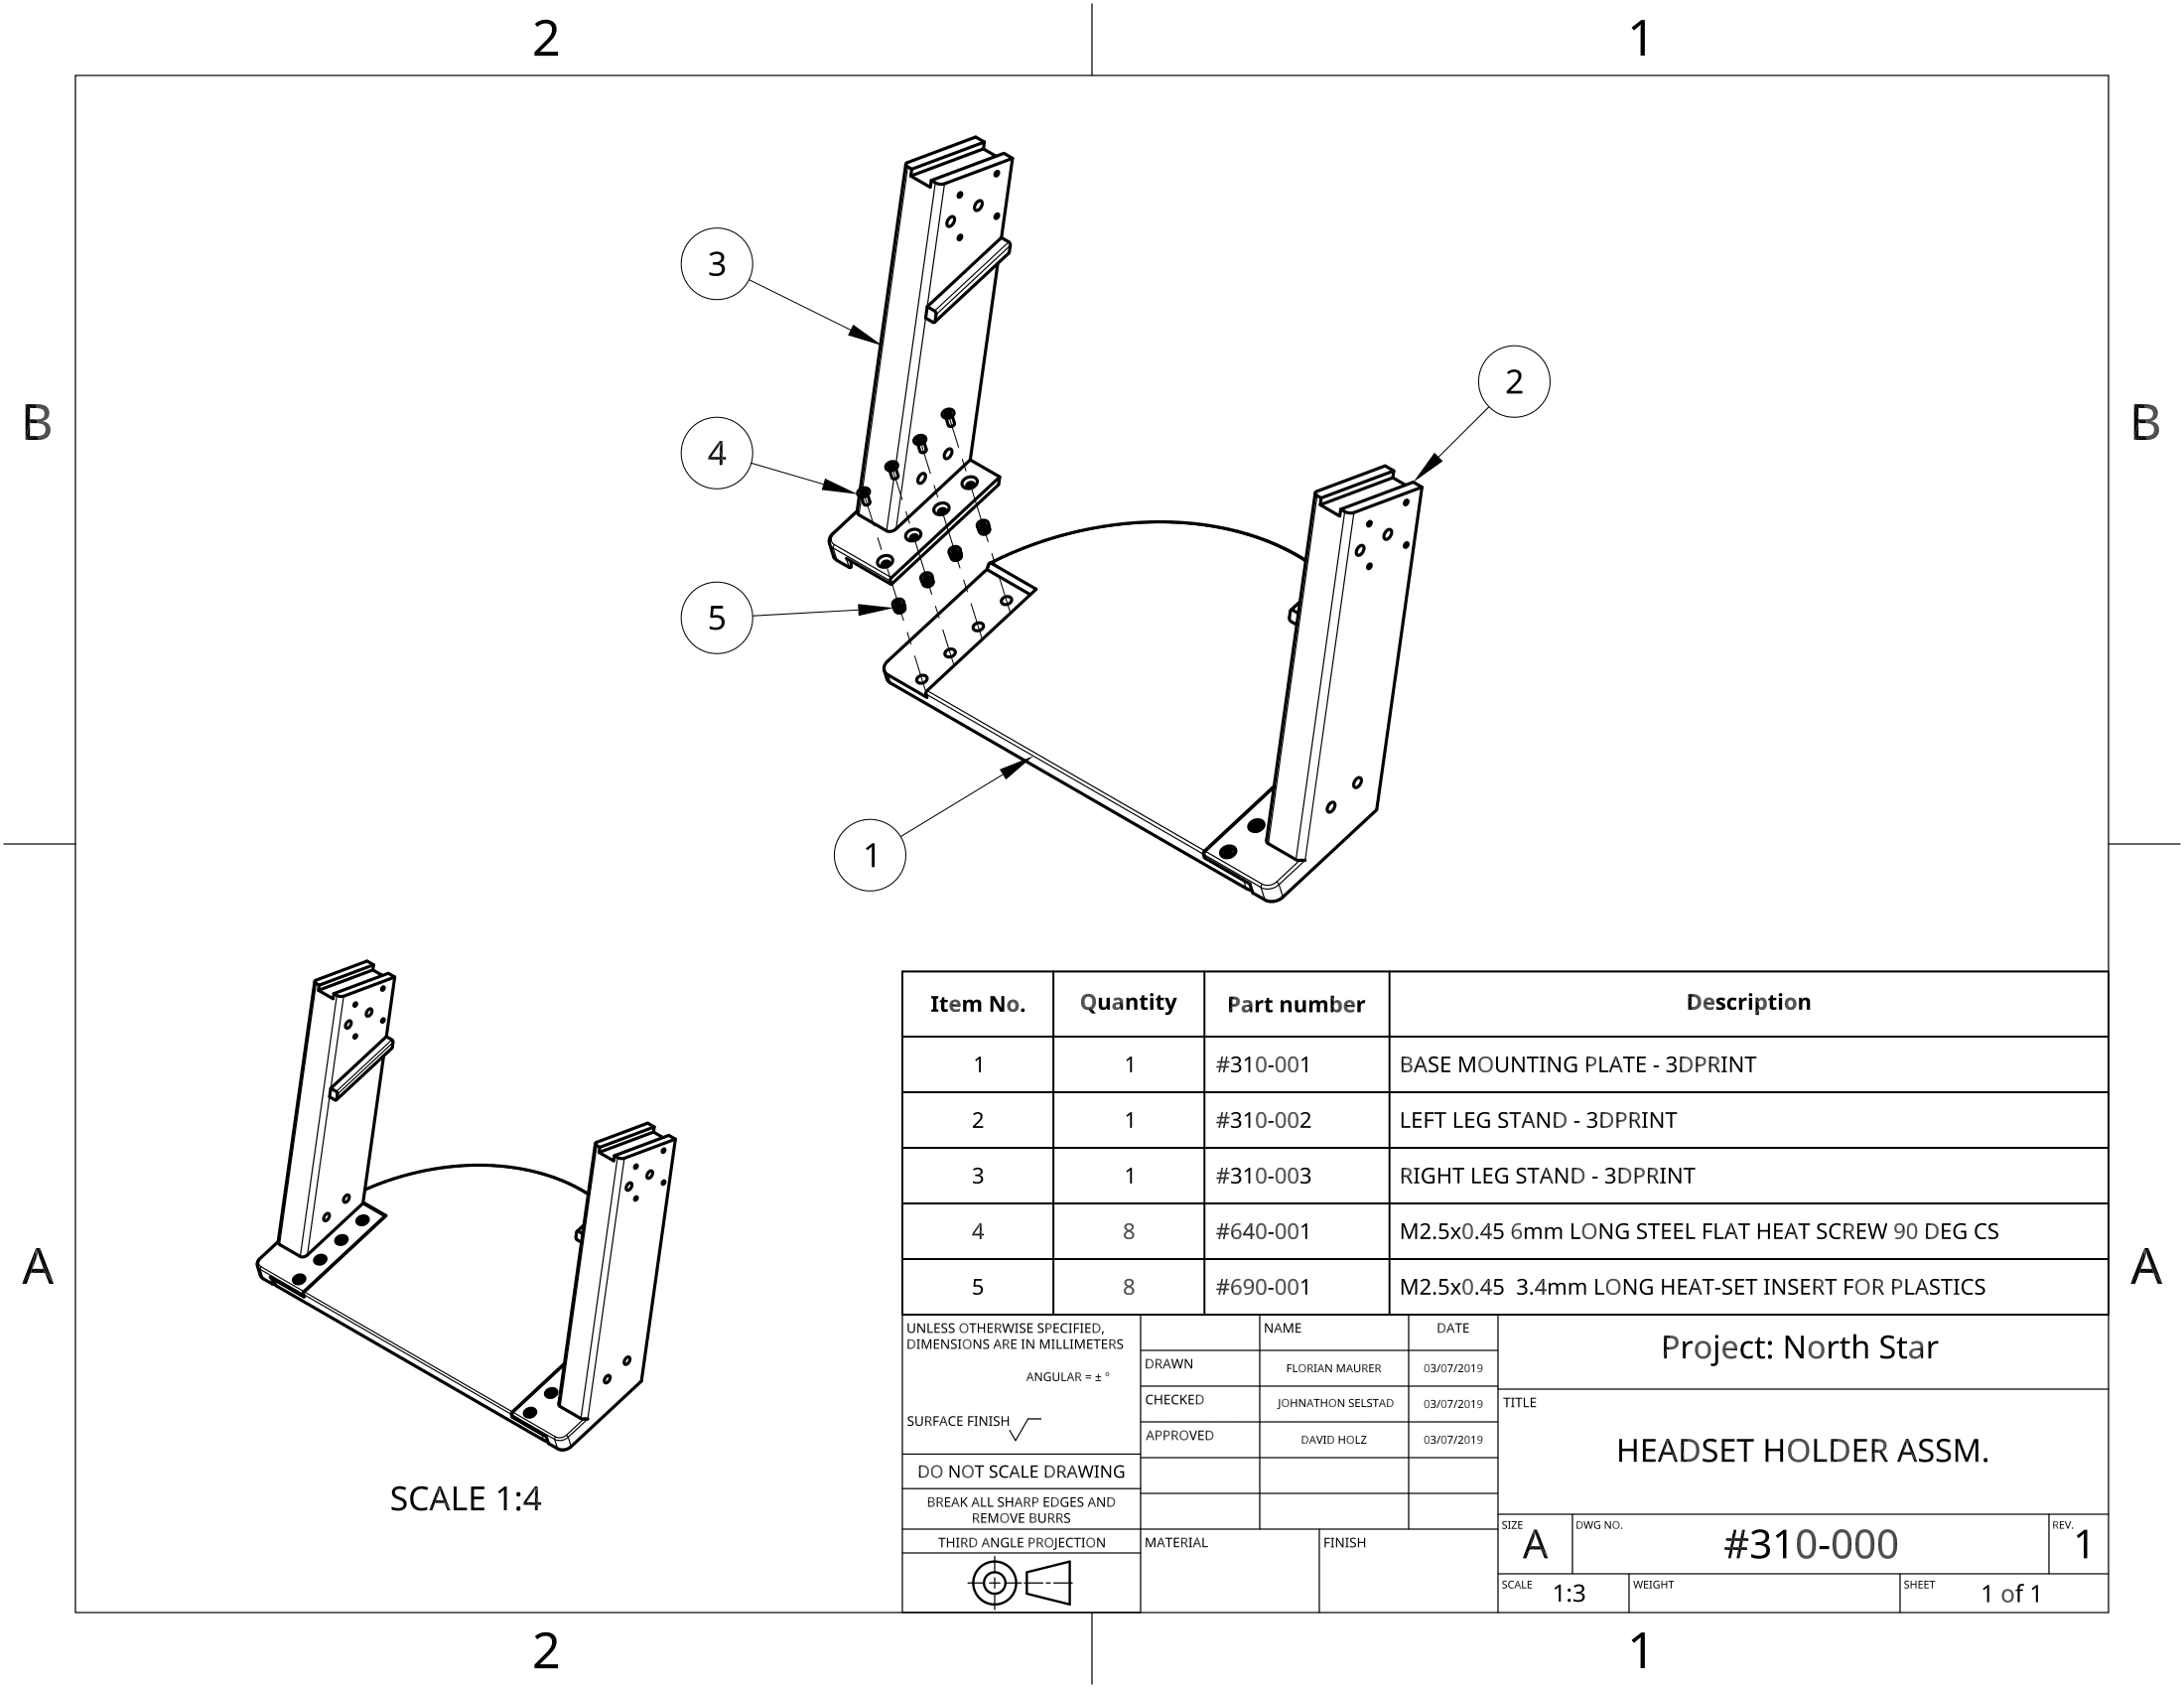 2 1
B B
A A
2 1
3
2
4
5
1
SCALE 1:4
Item No. Quantity Part number Description
1 1 #310-001 BASE MOUNTING PLATE - 3DPRINT
2 1 #310-002 LEFT LEG STAND - 3DPRINT
3 1 #310-003 RIGHT LEG STAND - 3DPRINT
4 8 #640-001 M2.5x0.45 6mm LONG STEEL FLAT HEAT SCREW 90 DEG CS
5 8 #690-001 M2.5x0.45 3.4mm LONG HEAT-SET INSERT FOR PLASTICS
UNLESS OTHERWISE SPECIFIED,
DIMENSIONS ARE IN MILLIMETERS
ANGULAR = ± °
SURFACE FINISH
DO NOT SCALE DRAWING
BREAK ALL SHARP EDGES AND
REMOVE BURRS
THIRD ANGLE PROJECTION
NAME DATE
DRAWN FLORIAN MAURER 03/07/2019
CHECKED JOHNATHON SELSTAD 03/07/2019
APPROVED DAVID HOLZ 03/07/2019
MATERIAL FINISH
Project: North Star
TITLE
HEADSET HOLDER ASSM.
SIZE A DWG NO. #310-000 REV. 1
SCALE 1:3 WEIGHT SHEET 1 of 1